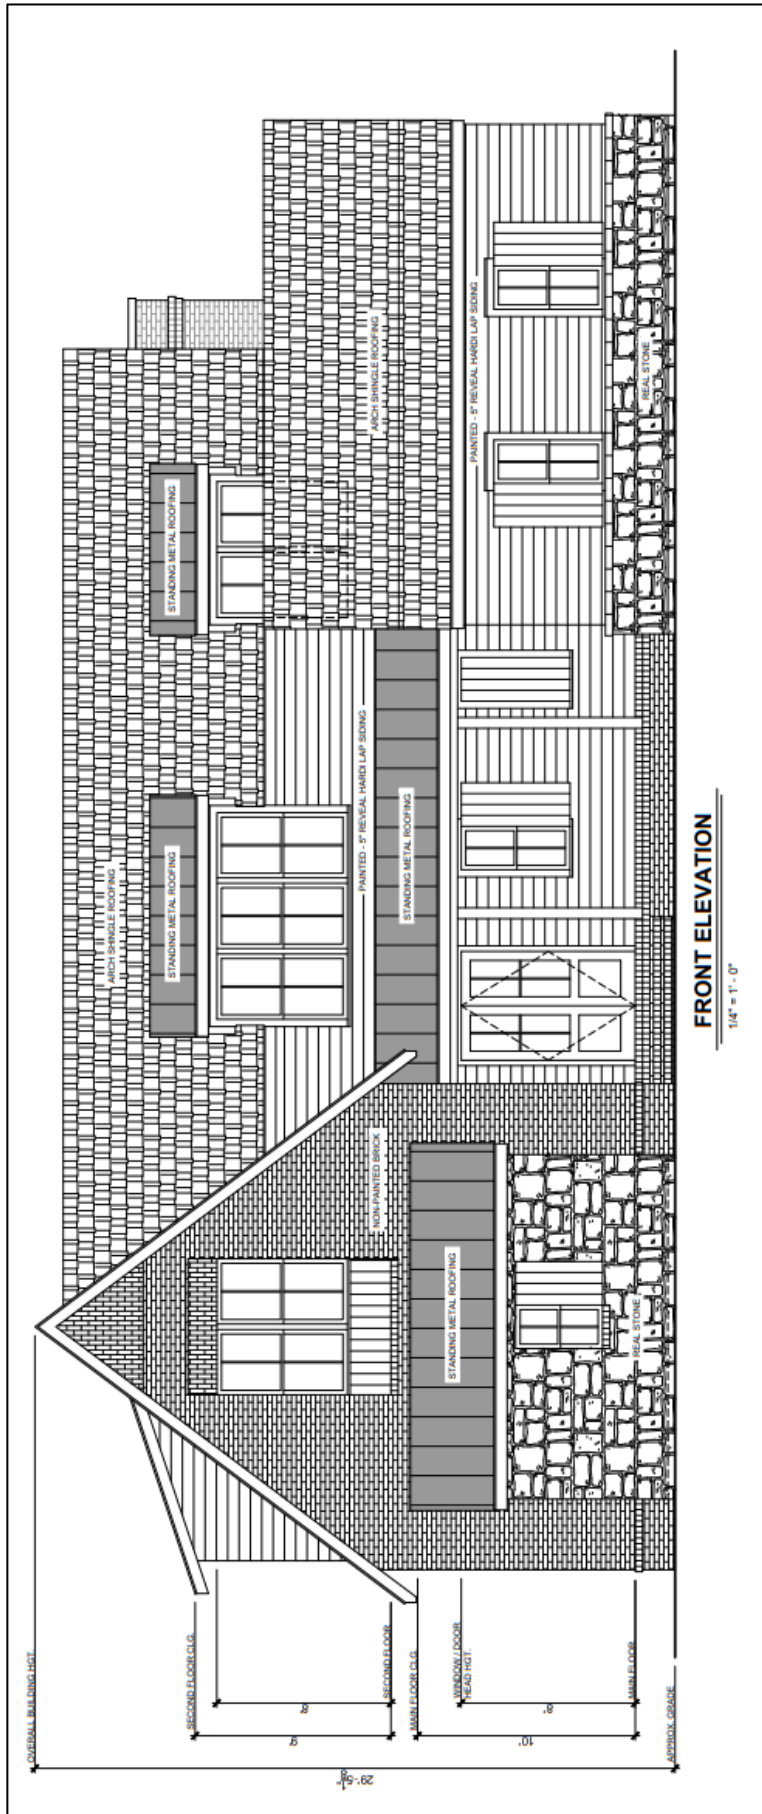 OVERALL BUILDING HGT.
SECOND FLOOR CLG.
SECOND FLOOR
MAIN FLOOR CLG.
WINDOW / DOOR
HEAD HGT.
MAIN FLOOR
APPROX. GRADE
9'
8'
10'
8'
ARCH SHINGLE ROOFING
STANDING METAL ROOFING
STANDING METAL ROOFING
ARCH SHINGLE ROOFING
PAINTED - 5" REVEAL HARDI LAP SIDING
PAINTED - 5" REVEAL HARDI LAP SIDING
NON-PAINTED BRICK
STANDING METAL ROOFING
STANDING METAL ROOFING
REAL STONE
REAL STONE
FRONT ELEVATION
1/4" = 1' - 0"